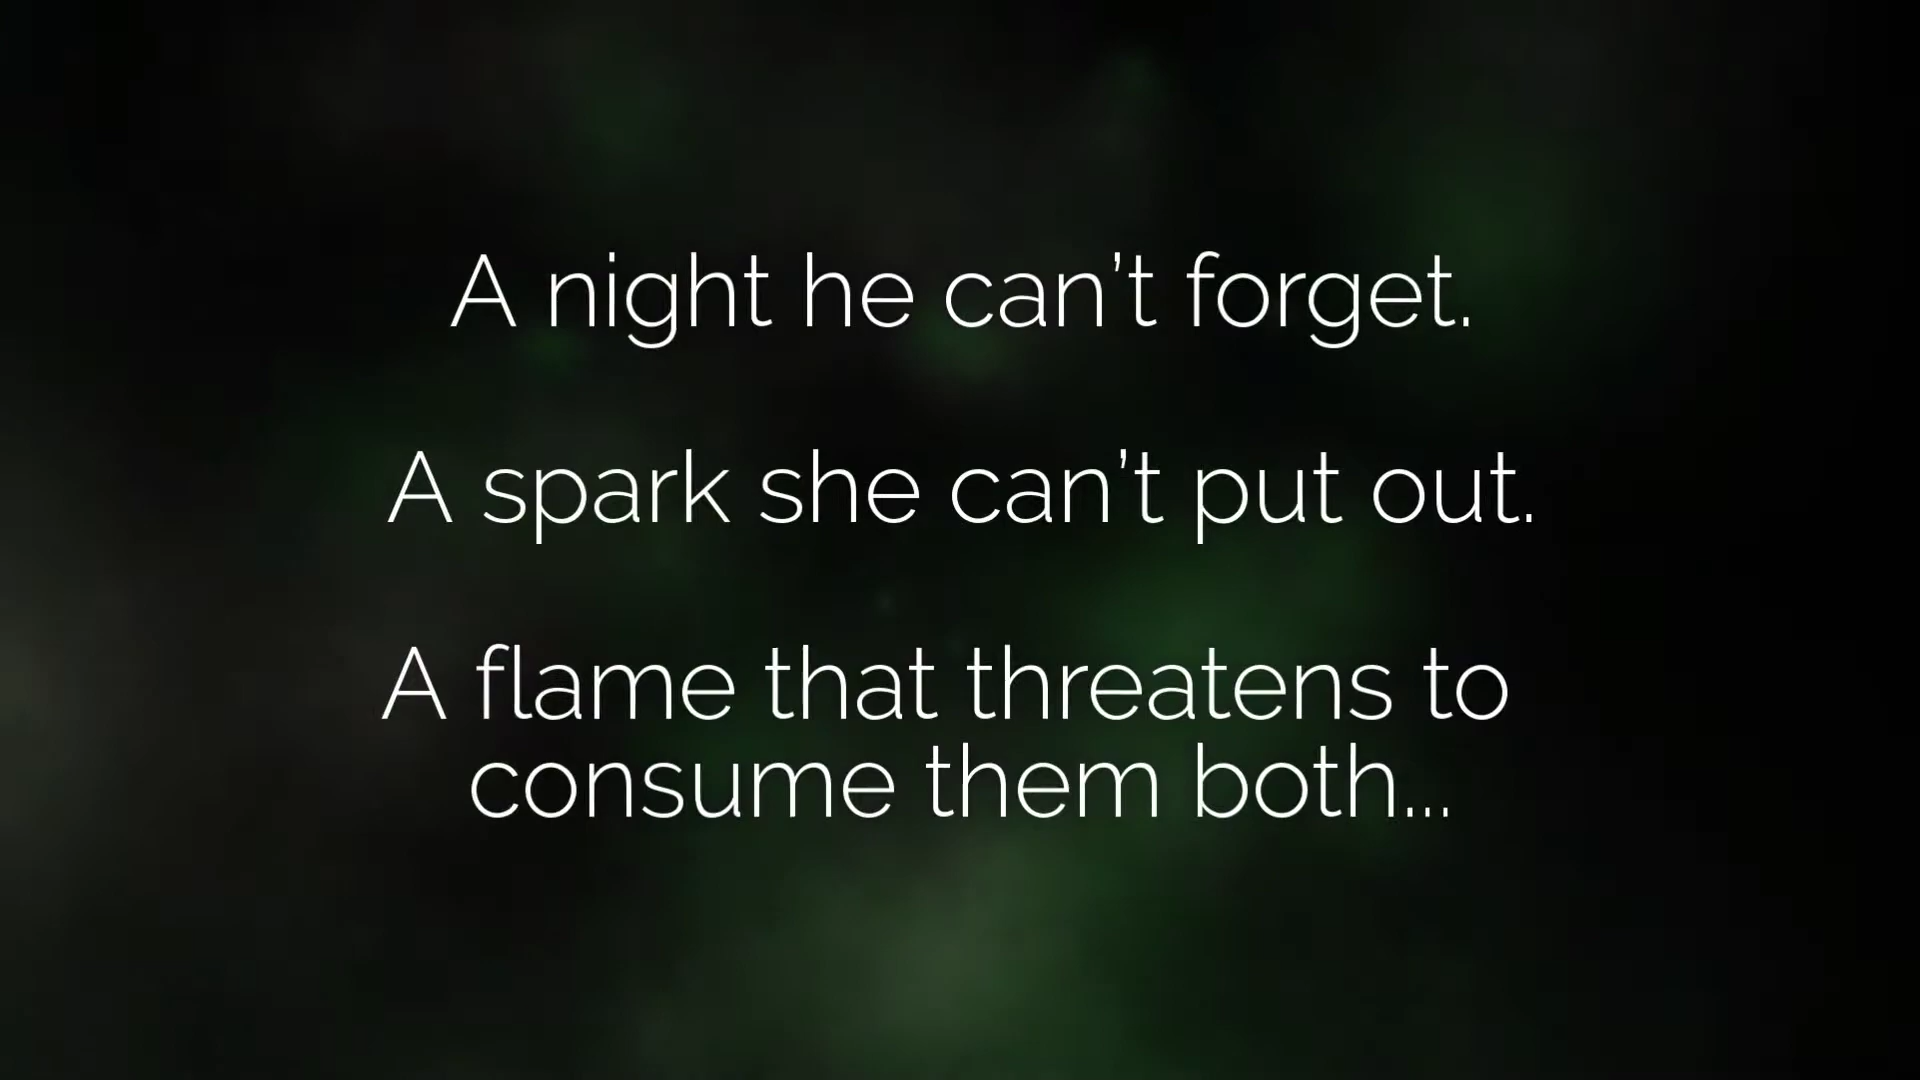 A night he can’t forget.
A spark she can’t put out.
A flame that threatens to
consume them both...